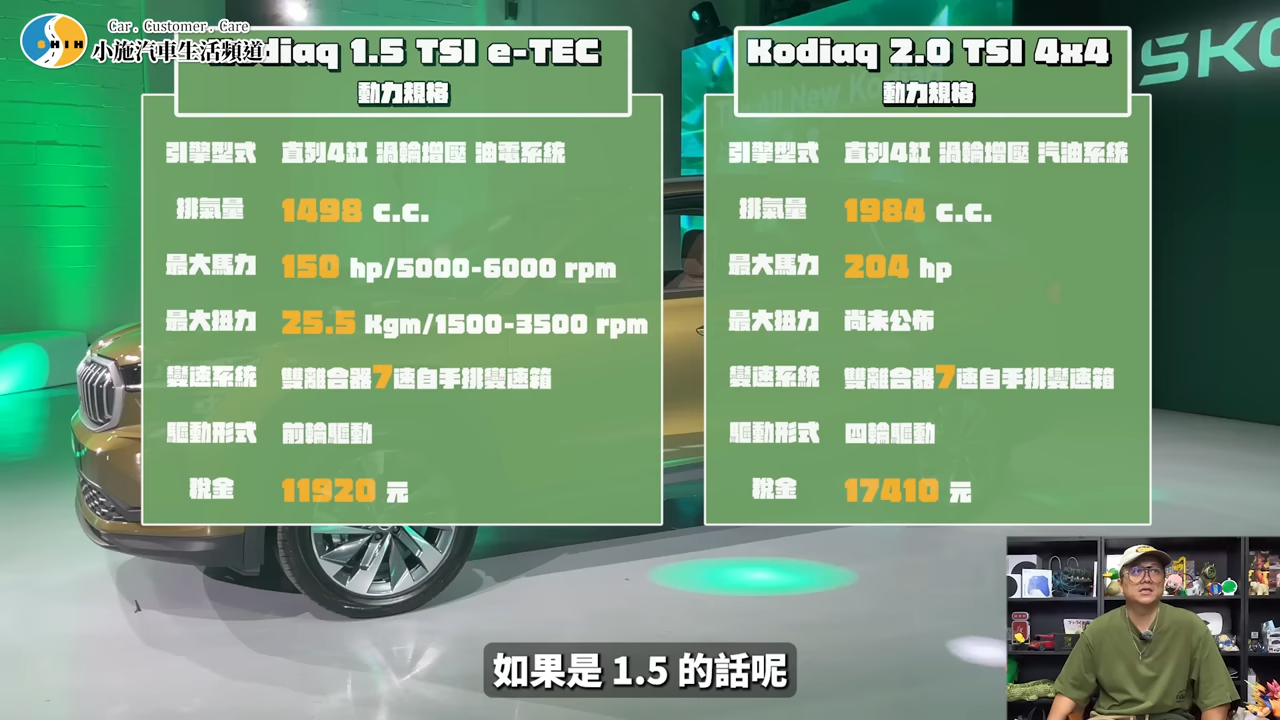 Car. Customer. Care
小施汽車生活頻道
SHIH
diaq 1.5 TSI e-TEC
動力規格
引擎型式 直列4缸 渦輪增壓 油電系統
排氣量 1498 c.c.
最大馬力 150 hp/5000-6000 rpm
最大扭力 25.5 Kgm/1500-3500 rpm
變速系統 雙離合器7速自手排變速箱
驅動形式 前輪驅動
稅金 11920 元
Kodiaq 2.0 TSI 4x4
動力規格
引擎型式 直列4缸 渦輪增壓 汽油系統
排氣量 1984 c.c.
最大馬力 204 hp
最大扭力 尚未公布
變速系統 雙離合器7速自手排變速箱
驅動形式 四輪驅動
稅金 17410 元
SKO
如果是 1.5 的話呢